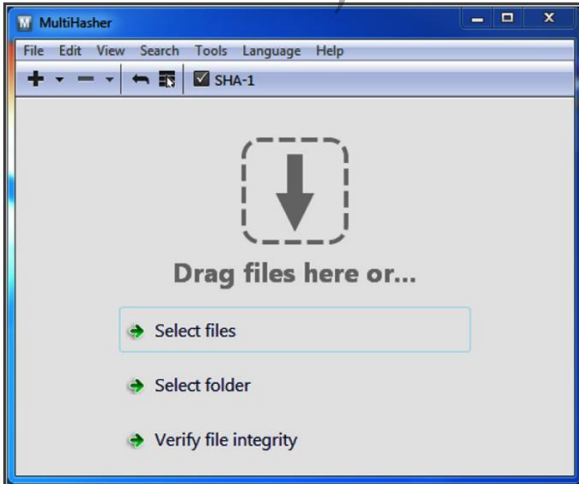 MultiHasher
File Edit View Search Tools Language Help
SHA-1
Drag files here or...
Select files
Select folder
Verify file integrity